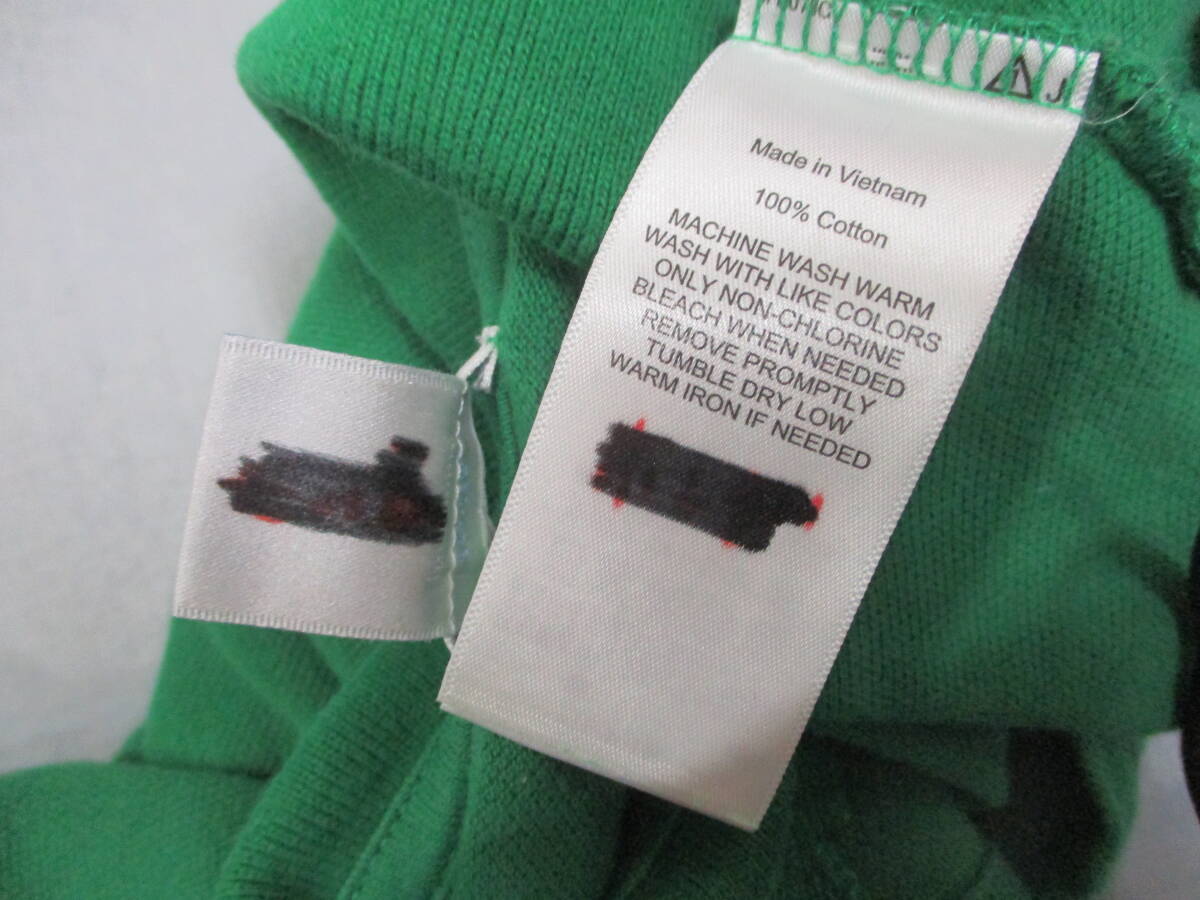 Made in Vietnam
100% Cotton
MACHINE WASH WARM
WASH WITH LIKE COLORS
ONLY NON-CHLORINE
BLEACH WHEN NEEDED
REMOVE PROMPTLY
TUMBLE DRY LOW
WARM IRON IF NEEDED